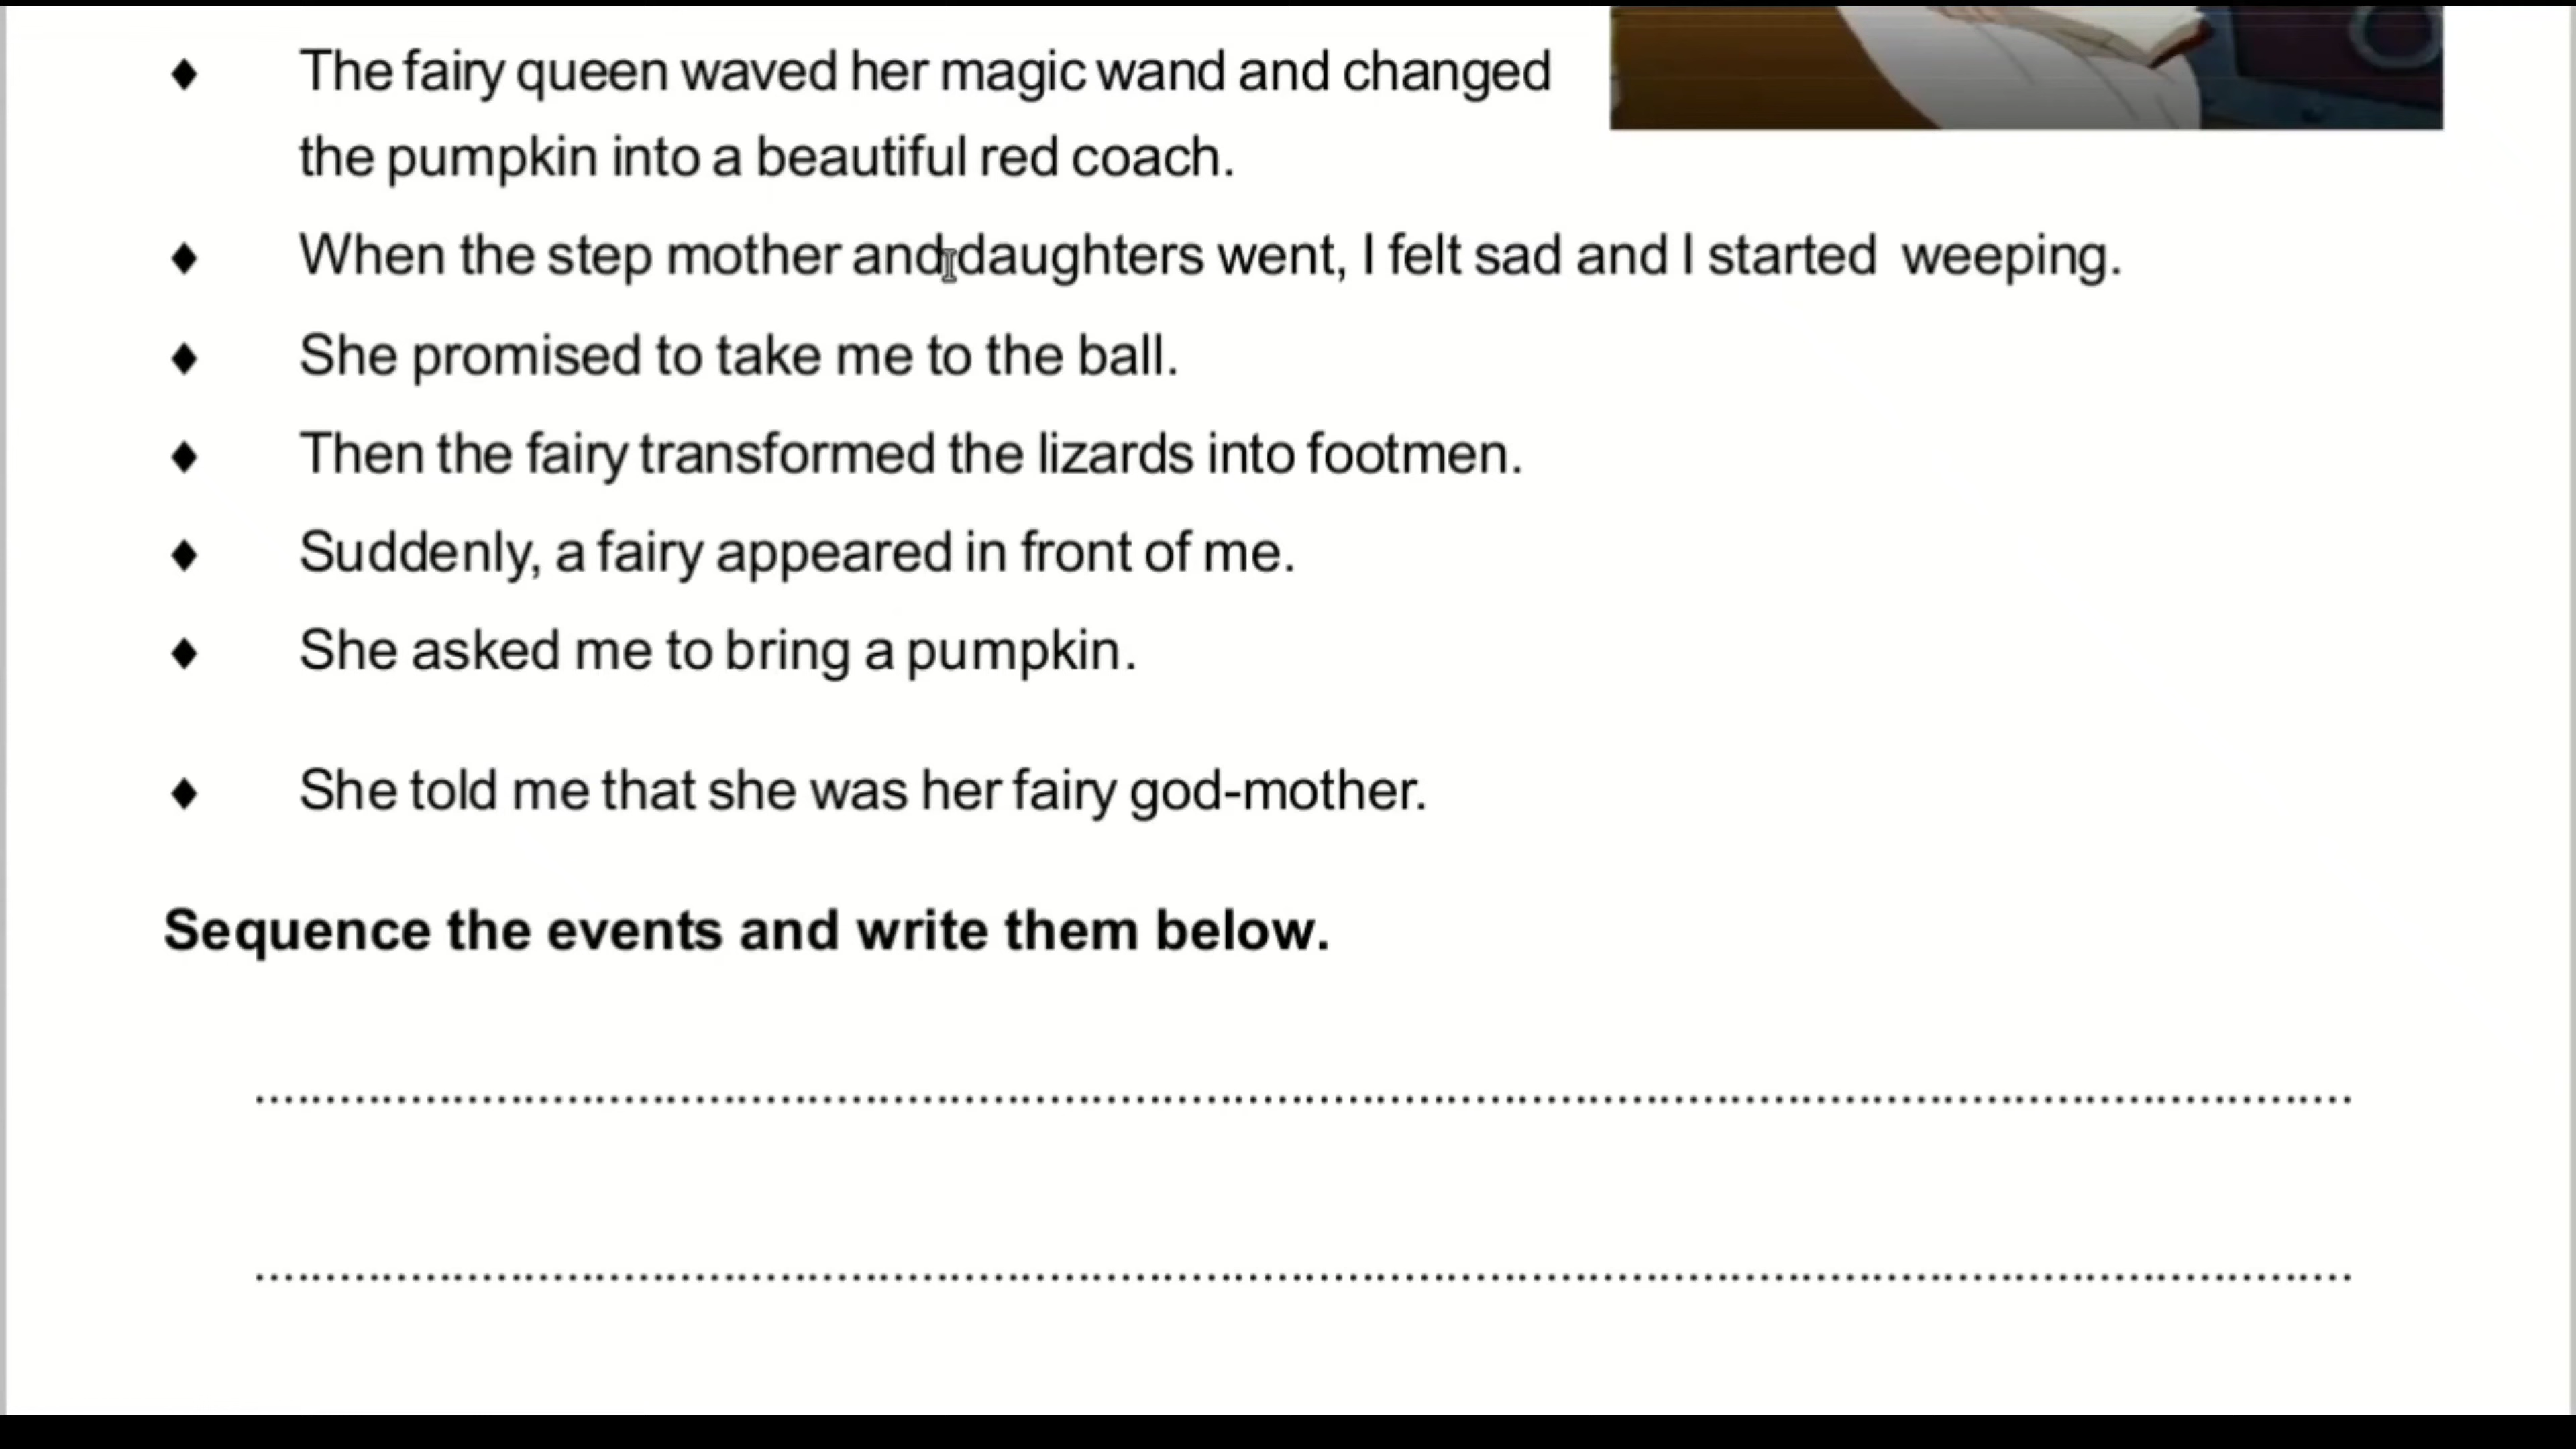 ♦ The fairy queen waved her magic wand and changed
the pumpkin into a beautiful red coach.
♦ When the step mother and daughters went, I felt sad and I started weeping.
♦ She promised to take me to the ball.
♦ Then the fairy transformed the lizards into footmen.
♦ Suddenly, a fairy appeared in front of me.
♦ She asked me to bring a pumpkin.
♦ She told me that she was her fairy god-mother.
Sequence the events and write them below.